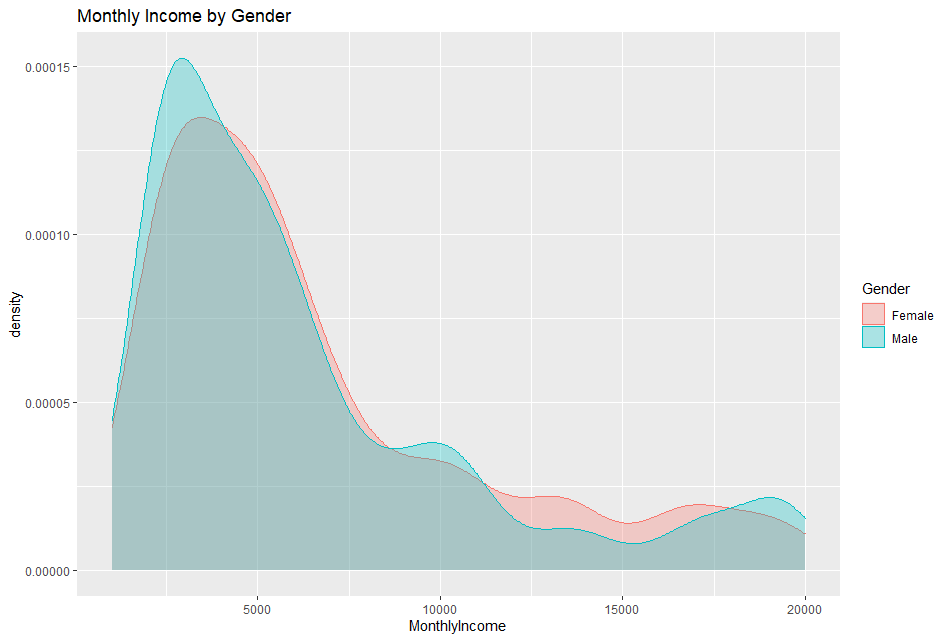 Monthly Income by Gender
0.00015
0.00010
0.00005
0.00000
density
5000 10000 15000 20000
MonthlyIncome
Gender
Female
Male